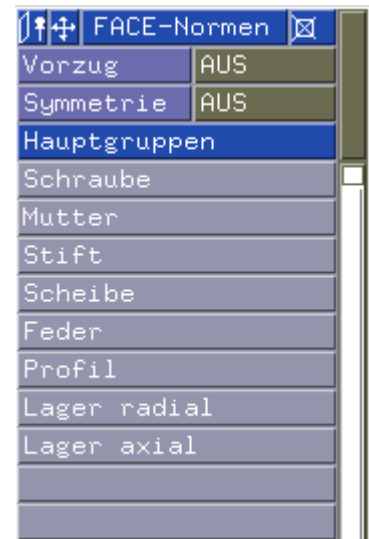 FACE-Normen
Vorzug AUS
Symmetrie AUS
Hauptgruppen
Schraube
Mutter
Stift
Scheibe
Feder
Profil
Lager radial
Lager axial